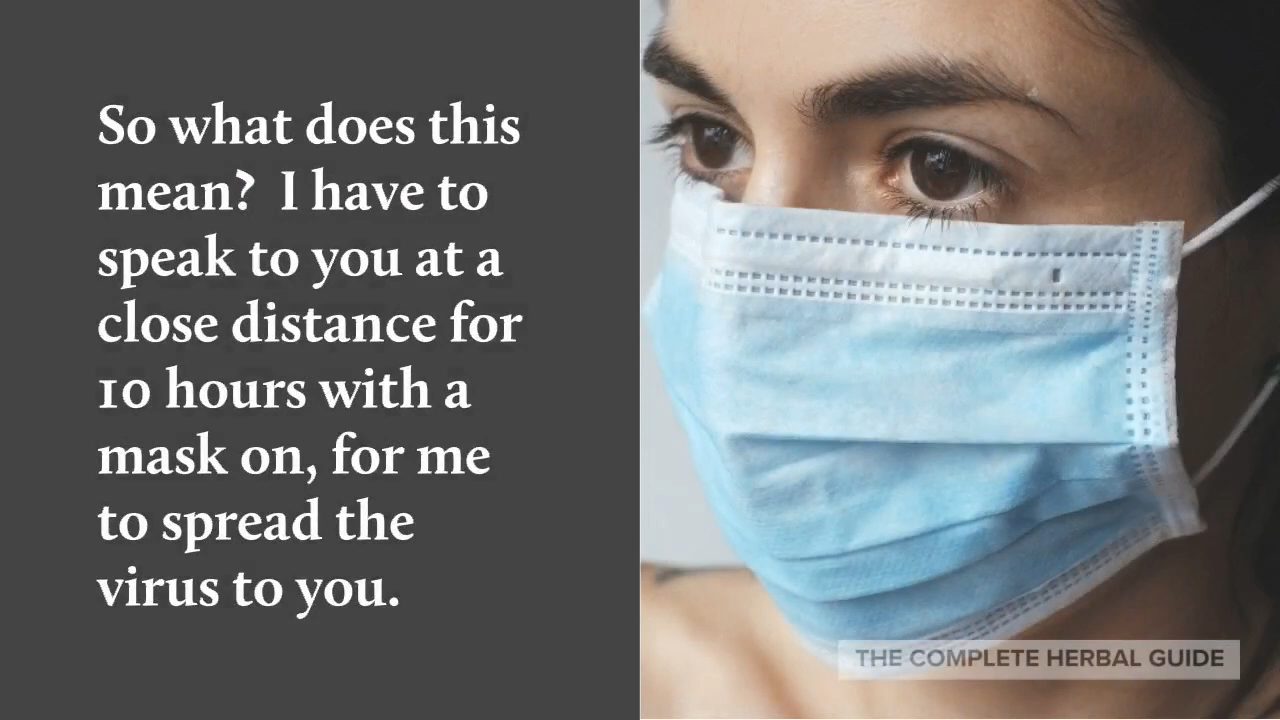 So what does this
mean?  I have to
speak to you at a
close distance for
10 hours with a
mask on, for me
to spread the
virus to you.
THE COMPLETE HERBAL GUIDE